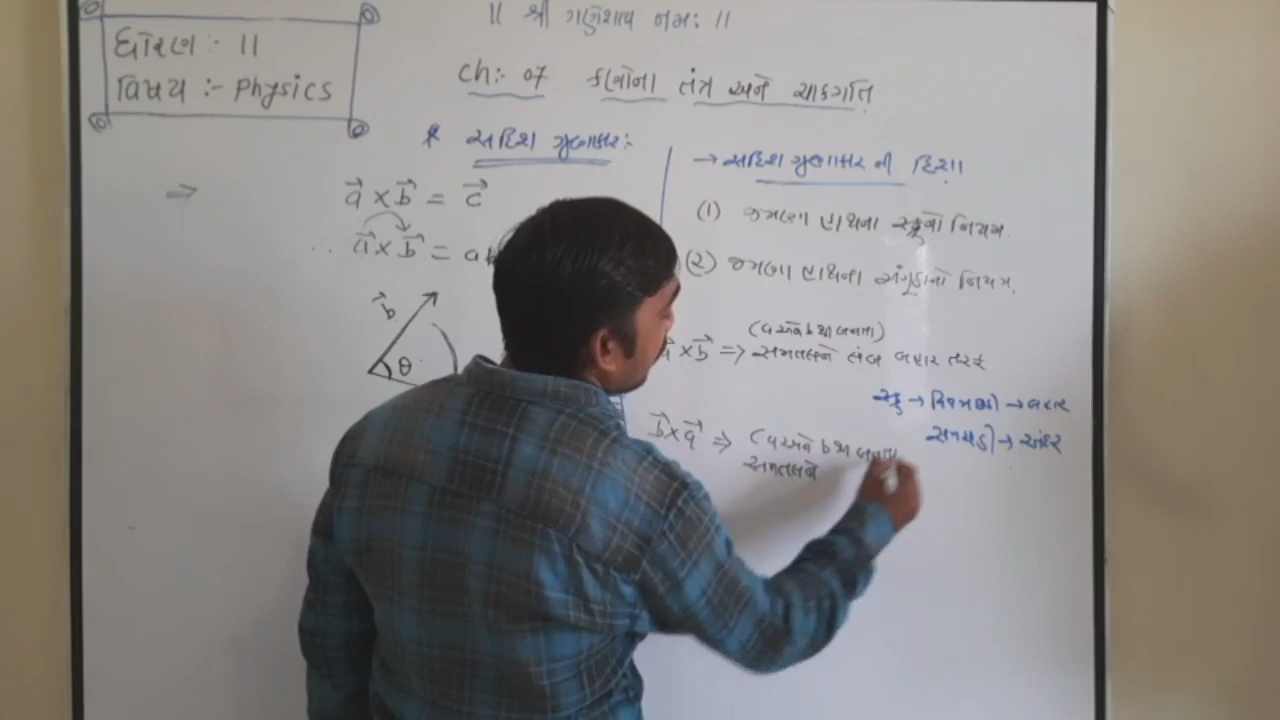 ॥ શ્રી ગણેશાય નમઃ ॥
ધોરણ :- 11
વિષય :- Physics
Ch:- 07 કણોના તંત્ર અને ચાકગતિ
* સદિશ ગુણાકાર:-
⇒ a⃗ × b⃗ = c⃗
∴ a⃗ × b⃗ = ab
b⃗
θ
→ સદિશ ગુણાકાર ની દિશા
(1) જમણા હાથના સ્ક્રૂનો નિયમ.
(2) જમણા હાથના અંગૂઠાનો નિયમ.
(a અને b થી બનતા)
a⃗ × b⃗ ⇒ સમતલને લંબ બહાર તરફ
સ્ક્રૂ → વિષમઘડી → બહાર
સમઘડી → અંદર
b⃗ × a⃗ ⇒ (a અને b થી બનતા
સમતલને